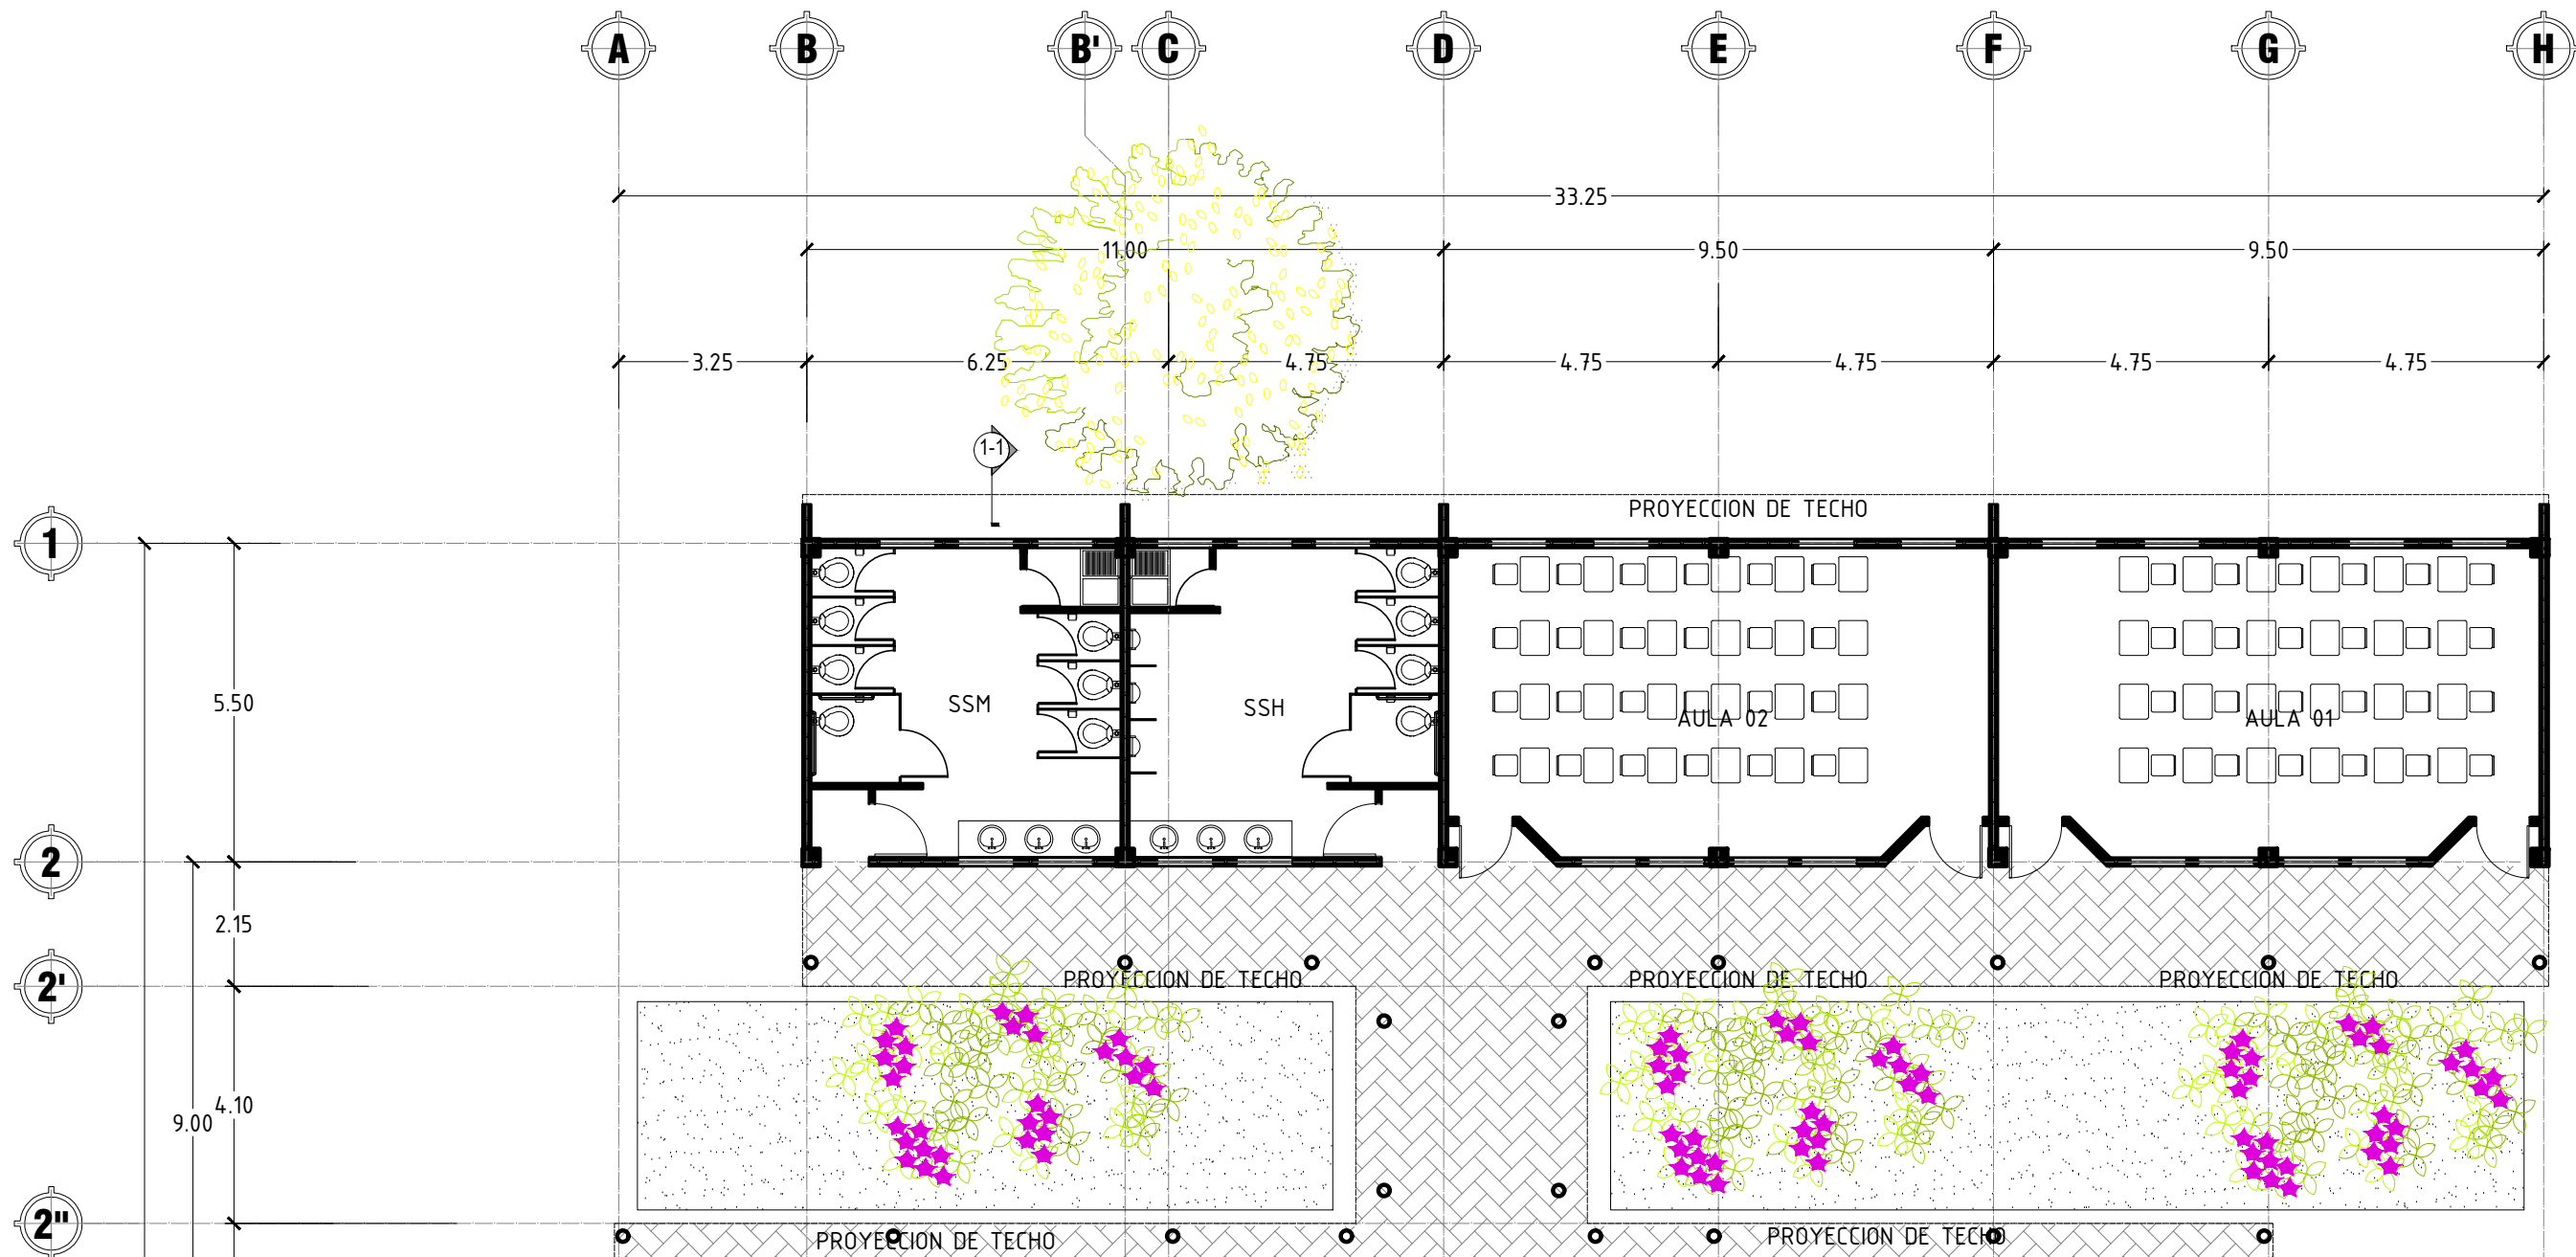 A B B' C D E F G H
33.25
11.00 9.50 9.50
3.25 6.25 4.75 4.75 4.75 4.75 4.75
1-1
PROYECCION DE TECHO
1
5.50
SSM SSH AULA 02 AULA 01
2
2.15
PROYECCION DE TECHO PROYECCION DE TECHO PROYECCION DE TECHO
2'
4.10
9.00
2"
PROYECCION DE TECHO PROYECCION DE TECHO